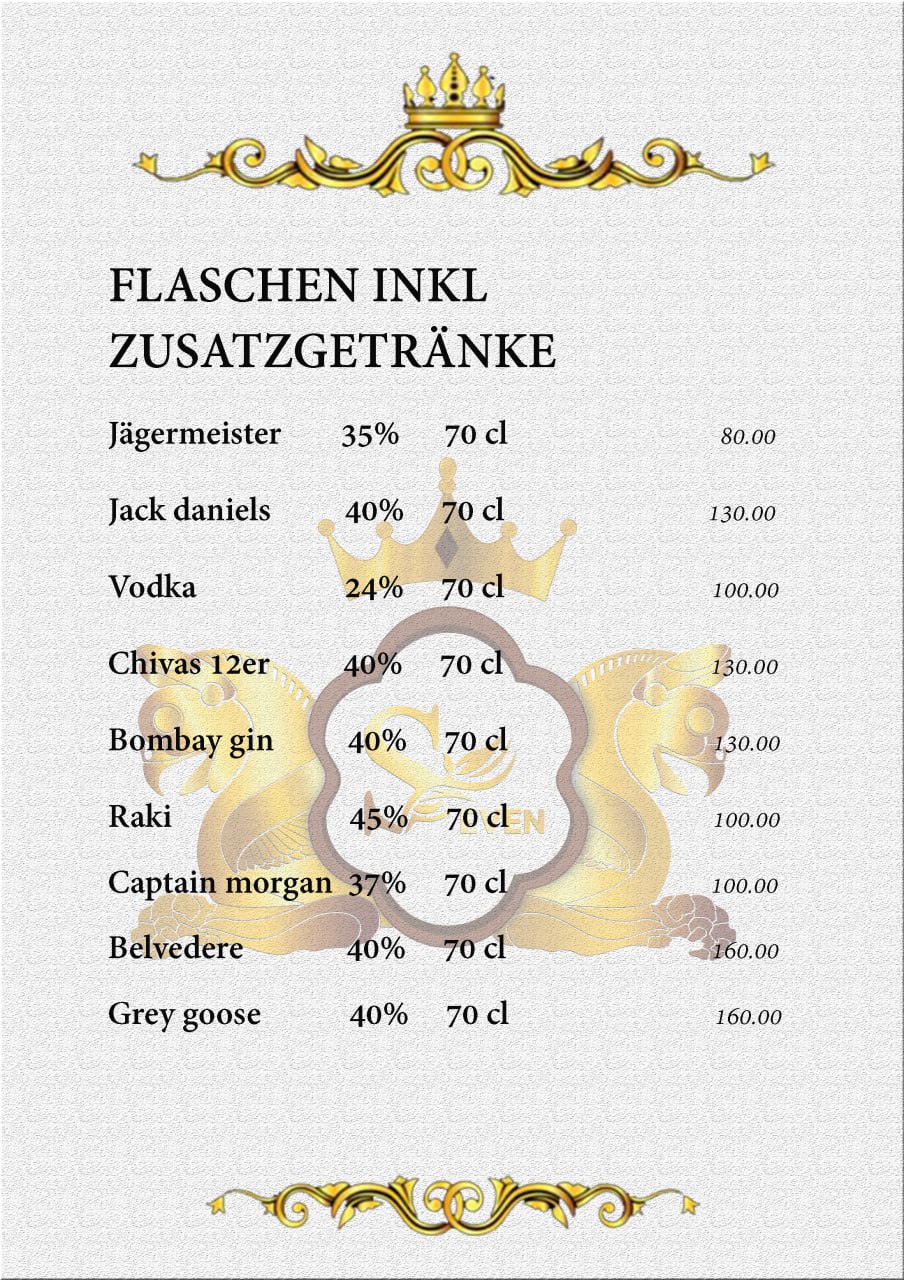 FLASCHEN INKL
ZUSATZGETRÄNKE
Jägermeister 35% 70 cl 80.00
Jack daniels 40% 70 cl 130.00
Vodka 24% 70 cl 100.00
Chivas 12er 40% 70 cl 130.00
Bombay gin 40% 70 cl 130.00
Raki 45% 70 cl 100.00
EVEN
Captain morgan 37% 70 cl 100.00
Belvedere 40% 70 cl 160.00
Grey goose 40% 70 cl 160.00